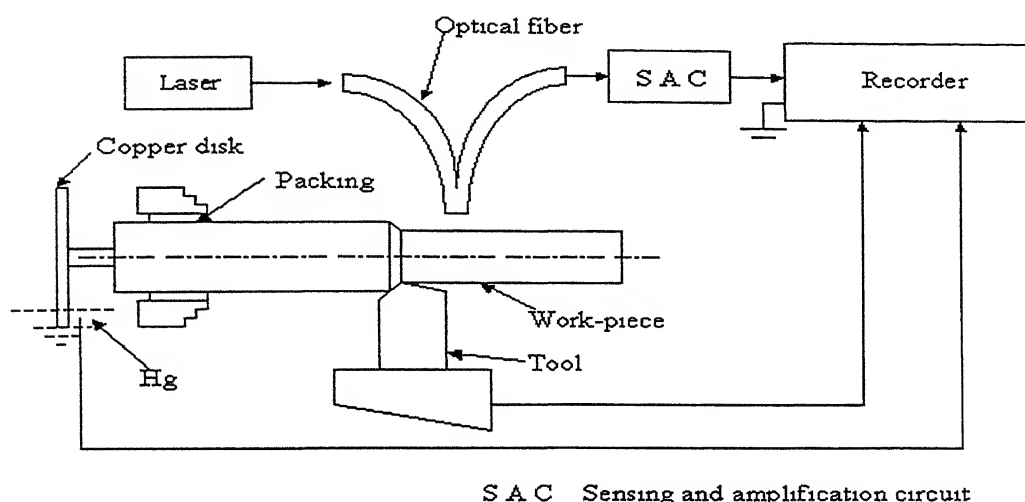 Optical fiber
Laser
S A C
Recorder
Copper disk
Packing
Work-piece
Tool
Hg
S A C Sensing and amplification circuit